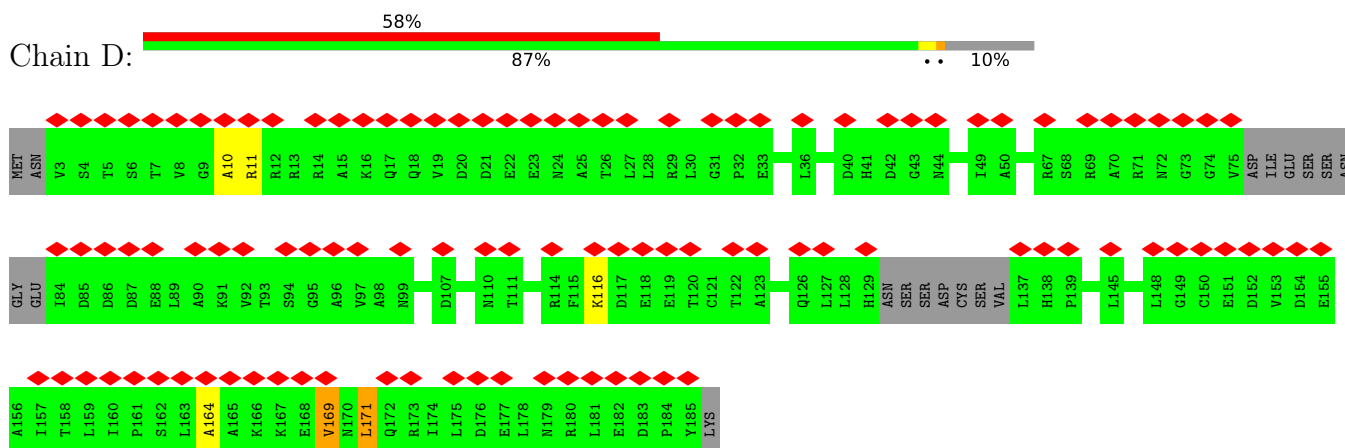 58%
Chain D:
87% • • 10%
MET ASN V3 S4 T5 S6 T7 V8 G9 A10 R11 R12 R13 R14 A15 K16 Q17 Q18 V19 D20 D21 E22 E23 N24 A25 T26 L27 L28 R29 L30 G31 P32 E33 L36 D40 H41 D42 G43 N44 I49 A50 R67 S68 R69 A70 R71 N72 G73 G74 V75 ASP ILE GLU SER SER ASN
GLY GLU I84 D85 D86 D87 E88 L89 A90 K91 V92 T93 S94 G95 A96 V97 A98 N99 D107 N110 T111 R114 F115 K116 D117 E118 E119 T120 G121 T122 A123 Q126 L127 L128 H129 ASN SER SER ASP CYS SER VAL L137 H138 P139 L145 L148 G149 C150 E151 D152 V153 D154 E155
A156 I157 T158 L159 I160 P161 S162 L163 A164 A165 K166 K167 E168 V169 N170 L171 Q172 R173 I174 L175 D176 E177 L178 N179 R180 L181 E182 D183 P184 Y185 LYS